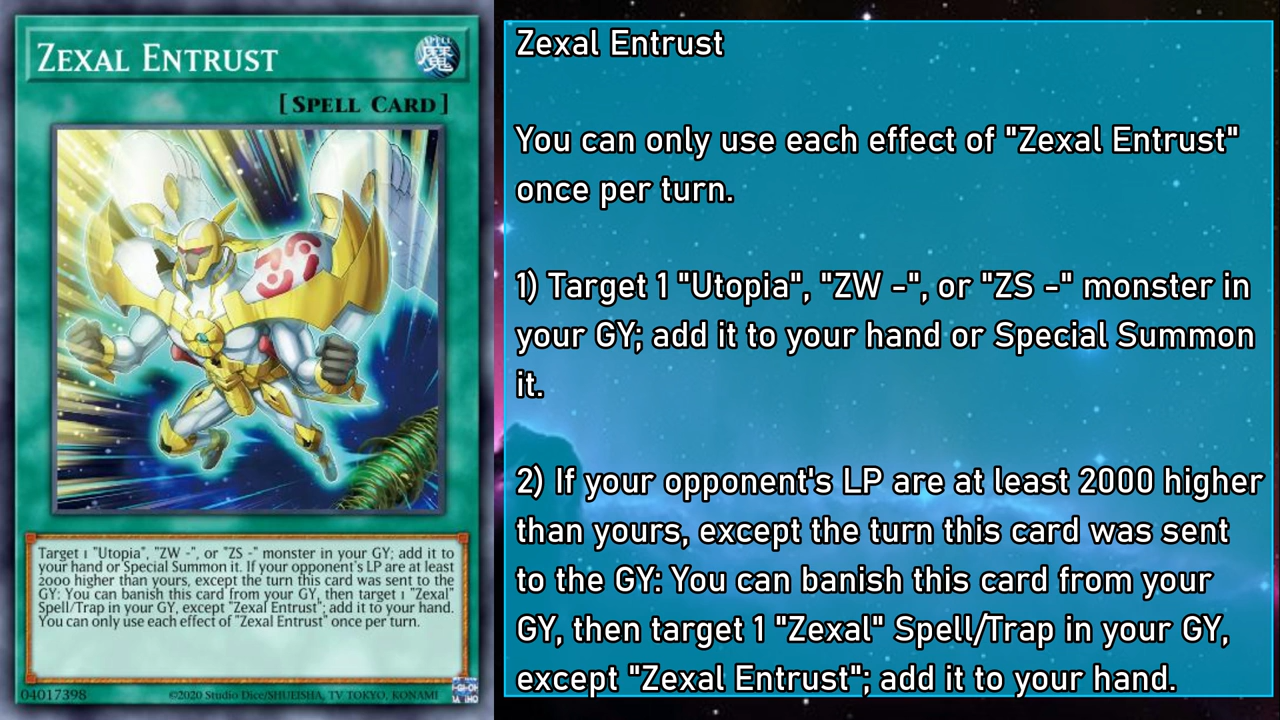 ZEXAL ENTRUST
SPELL
魔
[SPELL CARD]
Target 1 "Utopia", "ZW -", or "ZS -" monster in your GY; add it to
your hand or Special Summon it. If your opponent's LP are at least
2000 higher than yours, except the turn this card was sent to the
GY: You can banish this card from your GY, then target 1 "Zexal"
Spell/Trap in your GY, except "Zexal Entrust"; add it to your hand.
You can only use each effect of "Zexal Entrust" once per turn.
04017398
©2020 Studio Dice/SHUEISHA, TV TOKYO, KONAMI
Zexal Entrust
You can only use each effect of "Zexal Entrust"
once per turn.
1) Target 1 "Utopia", "ZW -", or "ZS -" monster in
your GY; add it to your hand or Special Summon
it.
2) If your opponent's LP are at least 2000 higher
than yours, except the turn this card was sent
to the GY: You can banish this card from your
GY, then target 1 "Zexal" Spell/Trap in your GY,
except "Zexal Entrust"; add it to your hand.